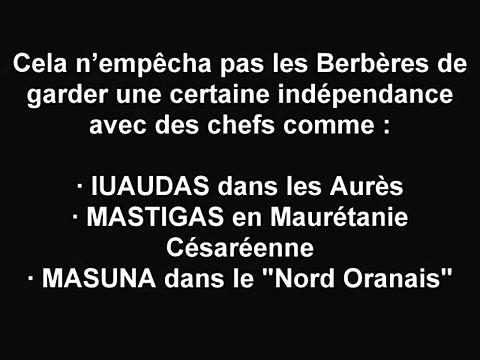 Cela n’empêcha pas les Berbères de
garder une certaine indépendance
avec des chefs comme :
· IUAUDAS dans les Aurès
· MASTIGAS en Maurétanie
Césaréenne
· MASUNA dans le "Nord Oranais"